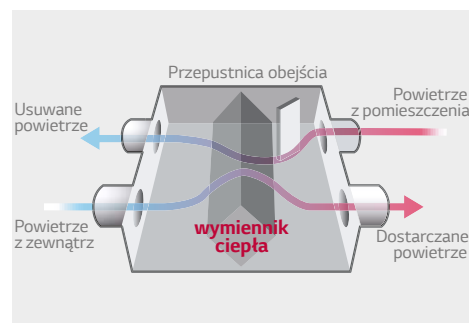 Przepustnica obejścia
Usuwane
powietrze
Powietrze
z pomieszczenia
Powietrze
z zewnątrz
wymiennik
ciepła
Dostarczane
powietrze